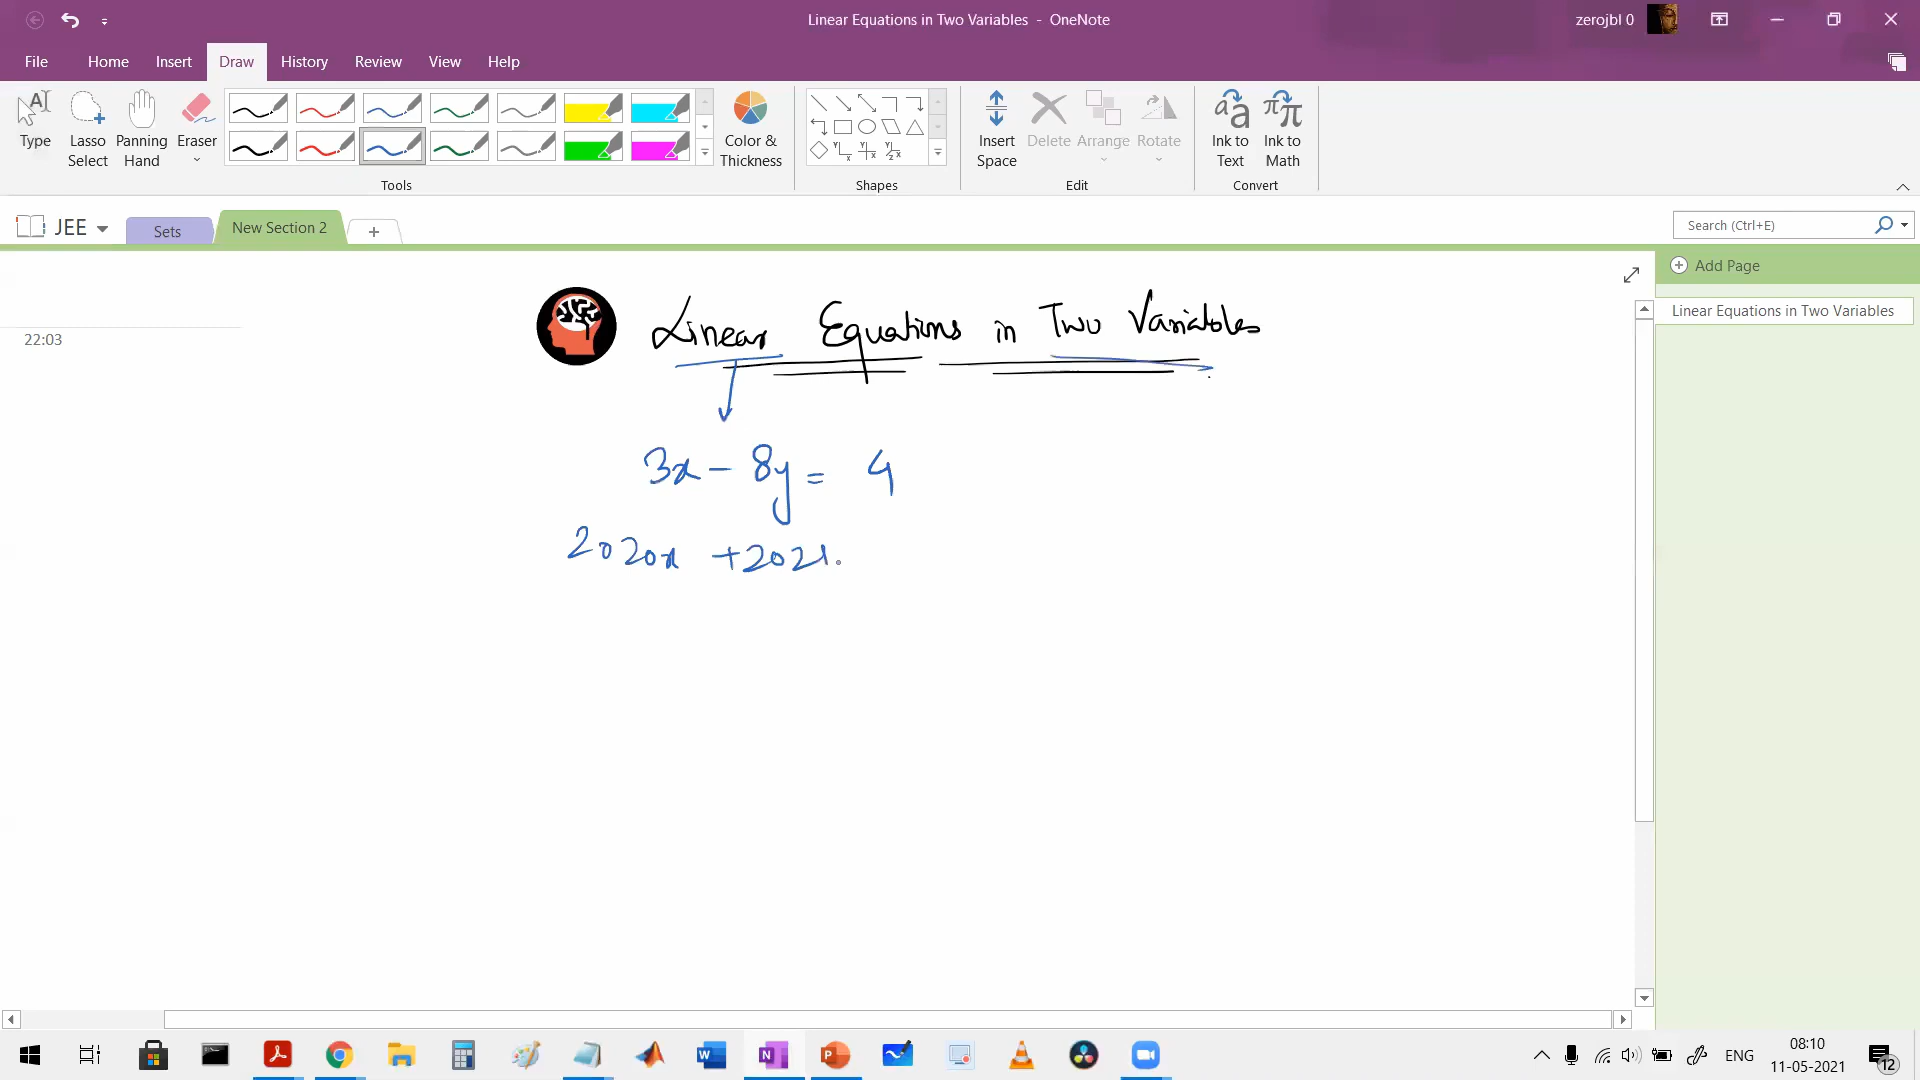 Linear Equations in Two Variables - OneNote
zerojbl 0
File Home Insert Draw History Review View Help
Type
Lasso Select
Panning Hand
Eraser
Color & Thickness
Insert Space
Delete
Arrange
Rotate
Ink to Text
Ink to Math
Tools Shapes Edit Convert
JEE Sets New Section 2
Search (Ctrl+E)
Add Page
Linear Equations in Two Variables
22:03
Linear Equations in Two Variables
3x - 8y = 4
2020x + 2021
ENG
08:10
11-05-2021
12